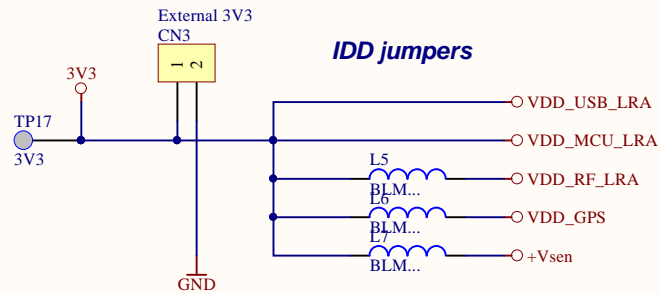 External 3V3
CN3
IDD jumpers
1
2
3V3
TP17
3V3
VDD_USB_LRA
VDD_MCU_LRA
L5
BLM...
VDD_RF_LRA
L6
BLM...
VDD_GPS
L7
BLM...
+Vsen
GND